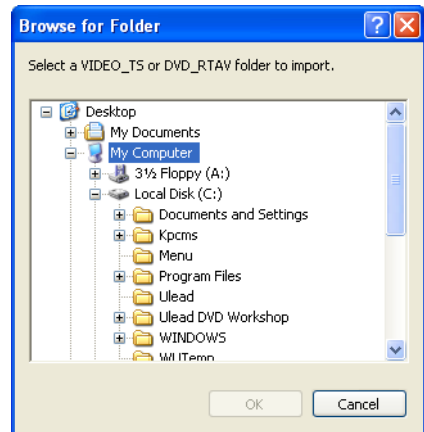 Browse for Folder
Select a VIDEO_TS or DVD_RTAV folder to import.
Desktop
My Documents
My Computer
3½ Floppy (A:)
Local Disk (C:)
Documents and Settings
Kpcms
Menu
Program Files
Ulead
Ulead DVD Workshop
WINDOWS
WUTemp
OK Cancel